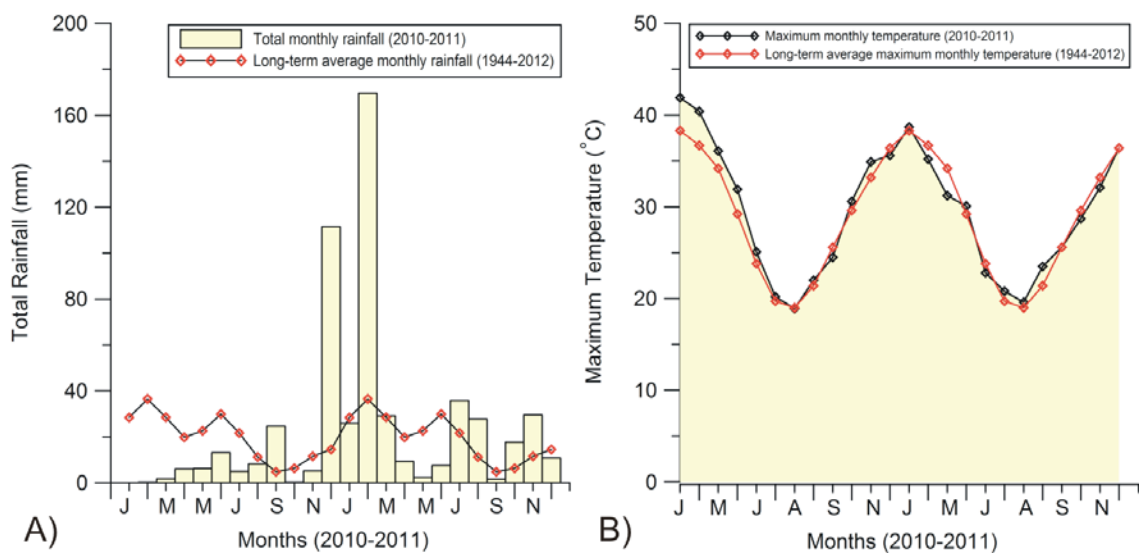 200
160
120
80
40
0
Total Rainfall (mm)
Total monthly rainfall (2010-2011)
Long-term average monthly rainfall (1944-2012)
J M M J S N J M M J S N
Months (2010-2011)
A)
50
40
30
20
10
0
Maximum Temperature (°C)
Maximum monthly temperature (2010-2011)
Long-term average maximum monthly temperature (1944-2012)
J M J A S N J M J A S N
Months (2010-2011)
B)